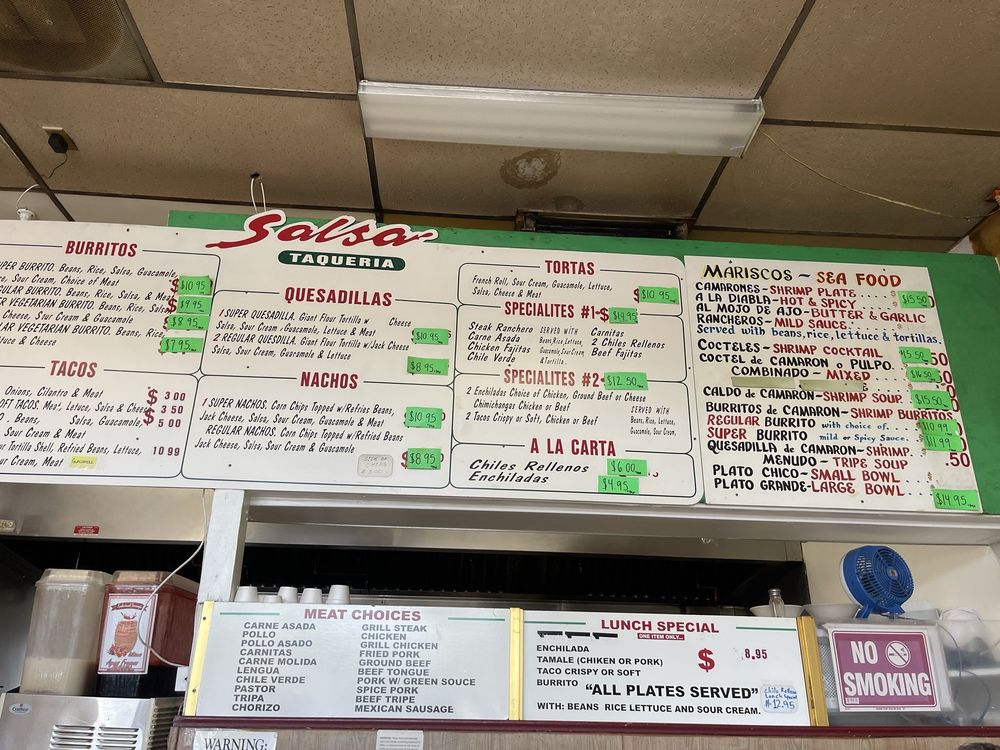 Salsa
TAQUERIA
BURRITOS
UPER BURRITO. Beans, Rice, Salsa, Guacamole,
e, Sour Cream, Choice of Meat $10.95
ULAR BURRITO. Beans, Rice, Salsa, & Meat $9.95
R VEGETARIAN BURRITO. Beans, Rice, Salsa
Cheese, Sour Cream & Guacamole $8.95
LAR VEGETARIAN BURRITO. Beans, Rice,
tuce & Cheese $7.95
TACOS
Onions, Cilantro & Meat $3 00
OFT TACOS. Meat, Letuce, Salsa & Cheese $3 50
O. Beans, Salsa, Guacamole, $5 00
Sour Cream & Meat
r Tortilla Shell, Refried Beans, Lettuce, 10 99
ur Cream, Meat
QUESADILLAS
1 SUPER QUESADILLA. Giant Flour Tortilla w Cheese
Salsa, Sour Cream, Guacamole, Lettuce & Meat $10.95
2 REGULAR QUESDILLA. Giant Flour Tortilla w/Jack Cheese
Salsa, Sour Cream, Guacamole & Lettuce $8.95
NACHOS
1 SUPER NACHOS. Corn Chips Topped w/Refries Beans,
Jack Cheese, Salsa, Sour Cream, Guacamole & Meat $10.95
REGULAR NACHOS. Corn Chips Topped w/Refried Beans
Jack Cheese, Salsa, Sour Cream & Guacamole $8.95
SIDE OF
CHIPS
TORTAS
French Roll, Sour Cream, Guacamole, Lettuce,
Salsa, Cheese & Meat $10.95
SPECIALITES #1- $14.95
Steak Ranchero
Carne Asada
Chicken Fajitas
Chile Verde
SERVED WITH
Beans, Rice, Lettuce,
Guacamole, Sour Cream,
& Tortilla
Carnitas
2 Chiles Rellenos
Beef Fajitas
SPECIALITES #2- $12.50
2 Enchiladas Choice of Chicken, Ground Beef or Cheese
Chimichangas Chicken or Beef
2 Tacos Crispy or Soft, Chicken or Beef
SERVED WITH
Beans, Rice, Lettuce,
Guacamole, Sour Cream,
A LA CARTA
Chiles Rellenos $6.00
Enchiladas $4.95
MARISCOS - SEA FOOD
CAMARONES-SHRIMP PLATE
A LA DIABLA-HOT & SPICY $15.50
AL MOJO DE AJO-BUTTER & GARLIC
RANCHEROS-MILD SAUCE
Served with beans, rice, lettuce & tortillas.
COCTELES-SHRIMP COCKTAIL $15.50
COCTEL DE CAMARON o PULPO.
COMBINADO-MIXED $16.50
CALDO de CAMARON-SHRIMP SOUP $15.50
BURRITOS de CAMARON-SHRIMP BURRITOS
REGULAR BURRITO with choice of. $10.99
SUPER BURRITO mild or Spicy Sauce. $11.99
QUESADILLA de CAMARON-SHRIMP. .50
MENUDO - TRIPE SOUP
PLATO CHICO-SMALL BOWL
PLATO GRANDE-LARGE BOWL $14.95
MEAT CHOICES
CARNE ASADA
POLLO
POLLO ASADO
CARNITAS
CARNE MOLIDA
LENGUA
CHILE VERDE
PASTOR
TRIPA
CHORIZO
GRILL STEAK
CHICKEN
GRILL CHICKEN
FRIED PORK
GROUND BEEF
BEEF TONGUE
PORK W/ GREEN SOUCE
SPICE PORK
BEEF TRIPE
MEXICAN SAUSAGE
LUNCH SPECIAL
ONE ITEM ONLY...
ENCHILADA
TAMALE (CHIKEN OR PORK)
TACO CRISPY OR SOFT
BURRITO
$ 8.95
"ALL PLATES SERVED"
WITH: BEANS RICE LETTUCE AND SOUR CREAM.
Chile Relleno
Lunch Special
$12.95
NO
SMOKING
WARNING: